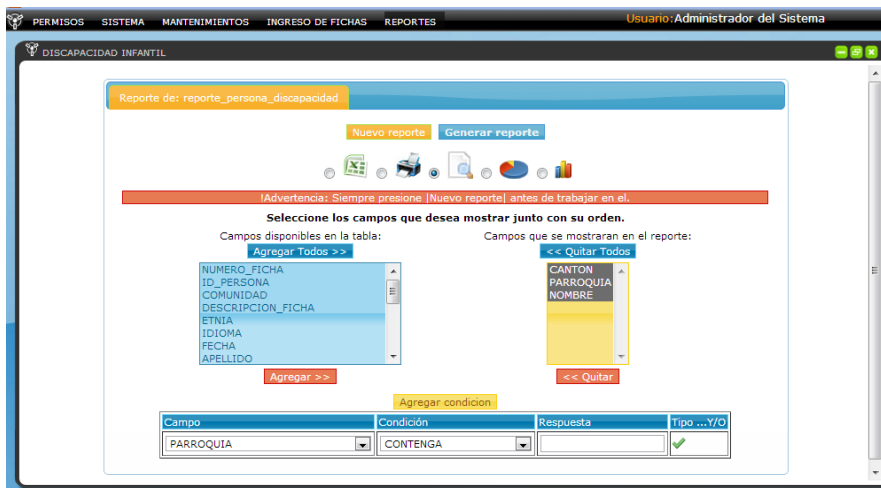 PERMISOS SISTEMA MANTENIMIENTOS INGRESO DE FICHAS REPORTES Usuario:Administrador del Sistema
DISCAPACIDAD INFANTIL
Reporte de: reporte_persona_discapacidad
Nuevo reporte Generar reporte
!Advertencia: Siempre presione |Nuevo reporte| antes de trabajar en el.
Seleccione los campos que desea mostrar junto con su orden.
Campos disponibles en la tabla: Campos que se mostraran en el reporte:
Agregar Todos >> << Quitar Todos
NUMERO_FICHA CANTON
ID_PERSONA PARROQUIA
COMUNIDAD NOMBRE
DESCRIPCION_FICHA
ETNIA
IDIOMA
FECHA
APELLIDO
Agregar >> << Quitar
Agregar condicion
Campo Condición Respuesta Tipo ...Y/O
PARROQUIA CONTENGA